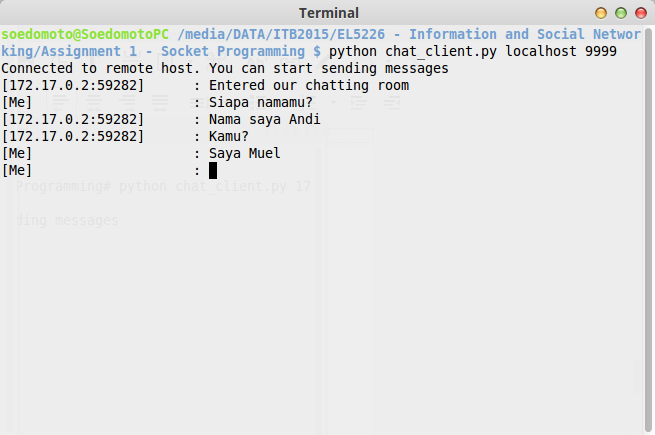 Terminal
soedomoto@SoedomotoPC /media/DATA/ITB2015/EL5226 - Information and Social Networ
king/Assignment 1 - Socket Programming $ python chat_client.py localhost 9999
Connected to remote host. You can start sending messages
[172.17.0.2:59282]      : Entered our chatting room
[Me]                    : Siapa namamu?
[172.17.0.2:59282]      : Nama saya Andi
[172.17.0.2:59282]      : Kamu?
[Me]                    : Saya Muel
[Me]                    :
Programming# python chat_client.py 17
ding messages